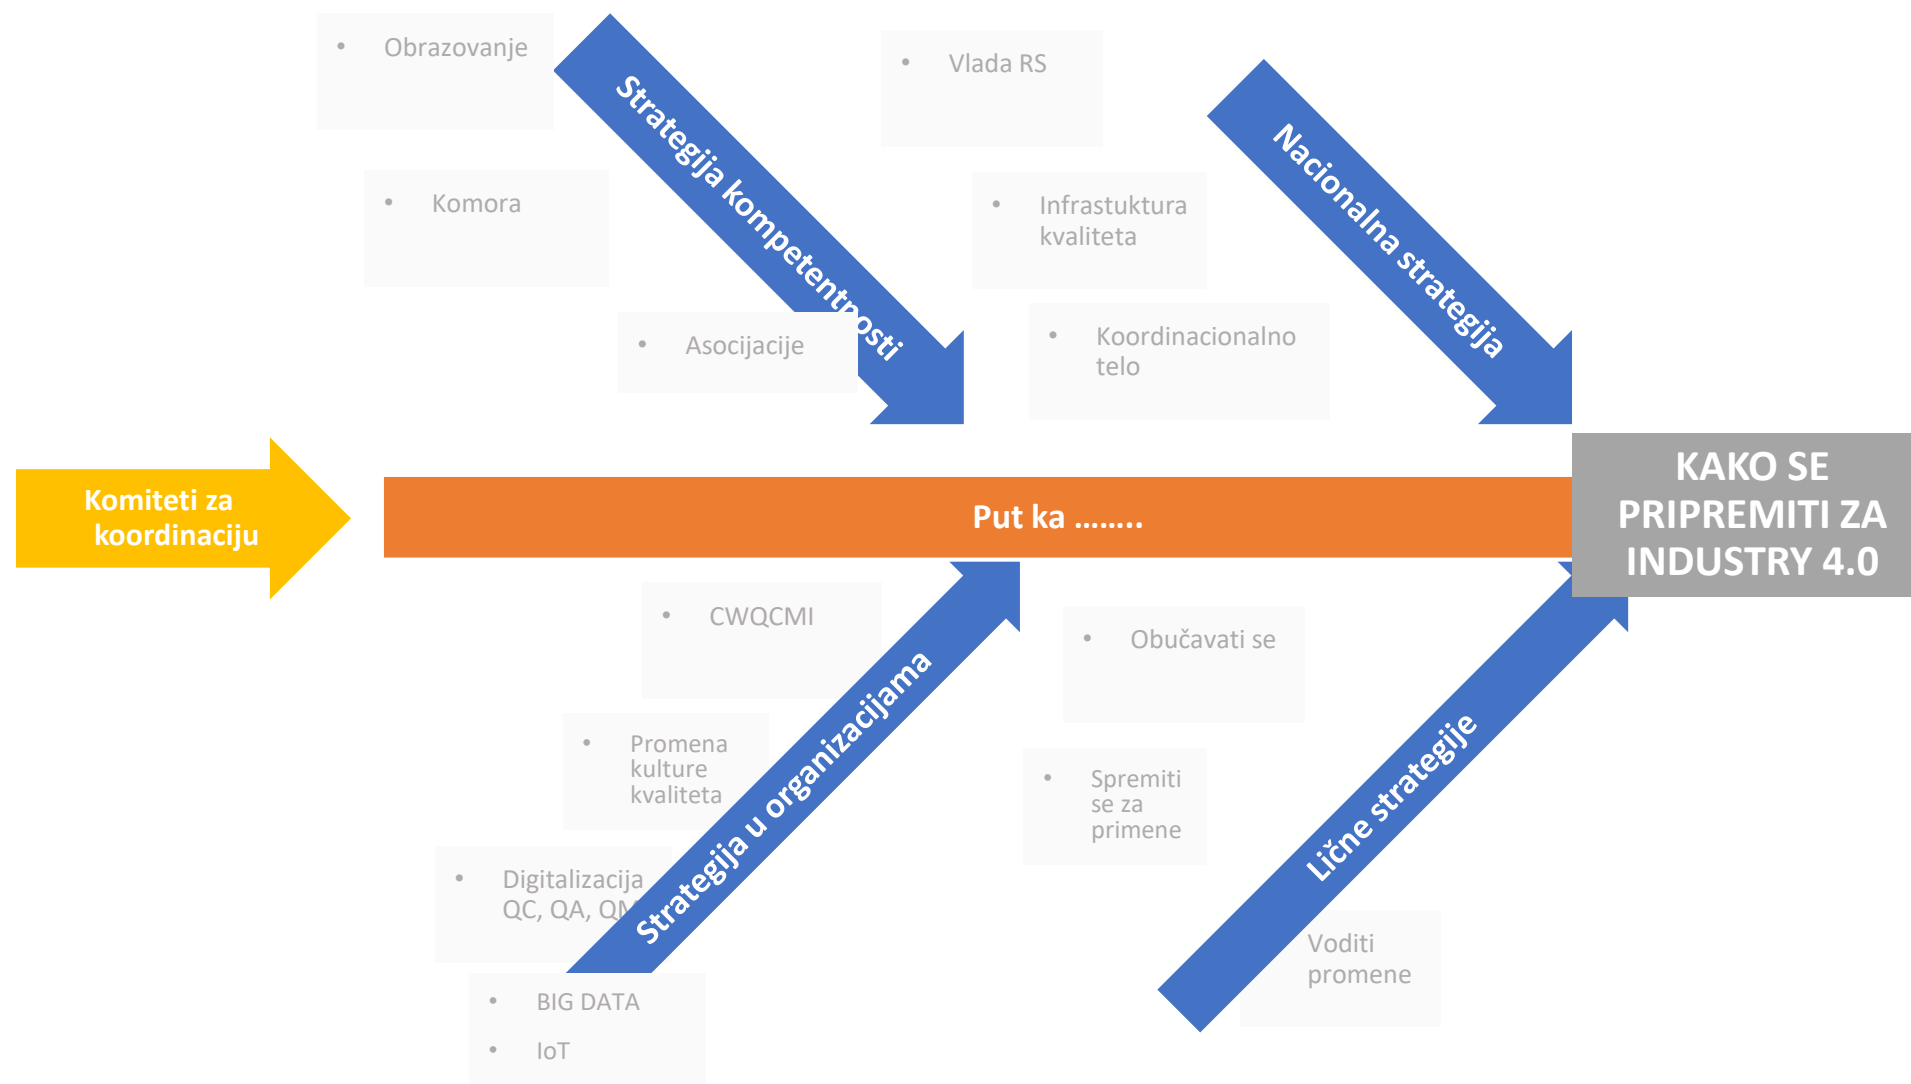 • Obrazovanje
• Komora
• Asocijacije
Strategija kompetentnosti
• Vlada RS
• Infrastuktura
kvaliteta
• Koordinacionalno
telo
Nacionalna strategija
Komiteti za
koordinaciju
Put ka ........
KAKO SE
PRIPREMITI ZA
INDUSTRY 4.0
• CWQCMI
• Promena
kulture
kvaliteta
• Digitalizacija
QC, QA, QM
• BIG DATA
• IoT
Strategija u organizacijama
• Obučavati se
• Spremiti
se za
primene
Voditi
promene
Lične strategije